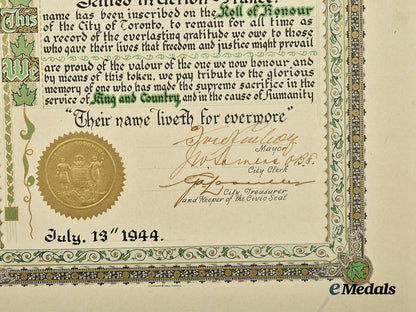 Killed in Action - France
This name has been inscribed on the Roll of Honour
of the City of Toronto, to remain for all time as
a record of the everlasting gratitude we owe to those
who gave their lives that freedom and justice might prevail
We are proud of the valour of the men we now honour, and
by means of this token, we pay tribute to the glorious
memory of one who has made the supreme sacrifice in the
service of King and Country, and in the cause of humanity
"Their name liveth for evermore"
Mayor
City Clerk
City Treasurer
and Keeper of the Civic Seal
July, 13" 1944.
eMedals